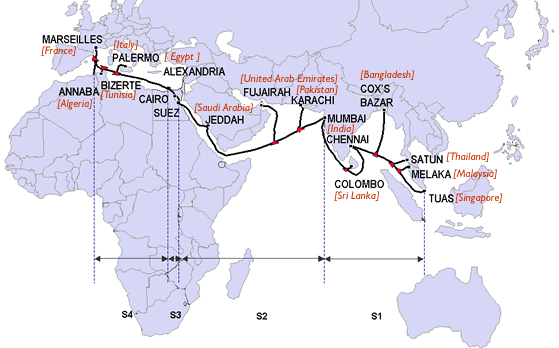 MARSEILLES
[France]
[Italy]
PALERMO
[ Egypt ]
ALEXANDRIA
ANNABA
[Algeria]
BIZERTE
[Tunisia]
CAIRO
SUEZ
[Saudi Arabia]
JEDDAH
[United Arab Emirates]
FUJAIRAH
[Pakistan]
KARACHI
[Bangladesh]
COX'S
BAZAR
MUMBAI
[India]
CHENNAI
COLOMBO
[Sri Lanka]
SATUN [Thailand]
MELAKA [Malaysia]
TUAS [Singapore]
S4
S3
S2
S1